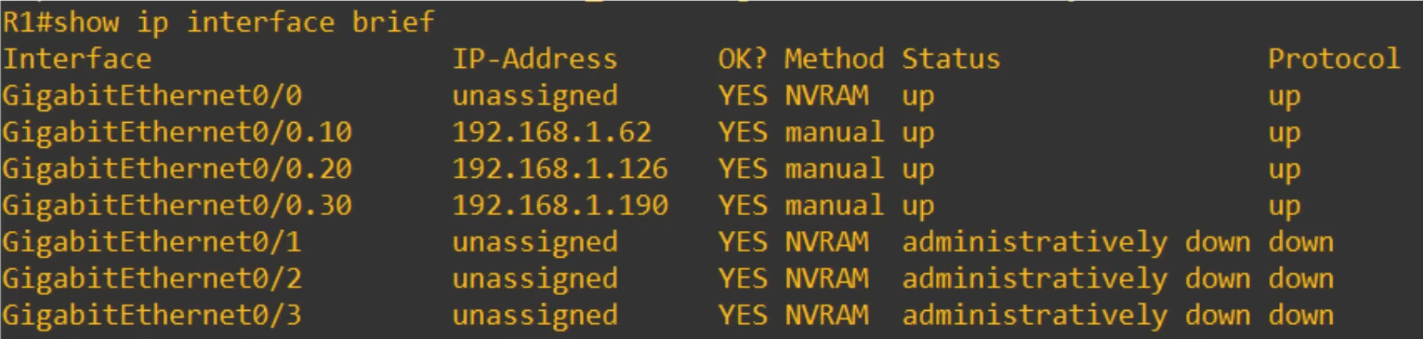 R1#show ip interface brief
Interface IP-Address OK? Method Status Protocol
GigabitEthernet0/0 unassigned YES NVRAM up up
GigabitEthernet0/0.10 192.168.1.62 YES manual up up
GigabitEthernet0/0.20 192.168.1.126 YES manual up up
GigabitEthernet0/0.30 192.168.1.190 YES manual up up
GigabitEthernet0/1 unassigned YES NVRAM administratively down down
GigabitEthernet0/2 unassigned YES NVRAM administratively down down
GigabitEthernet0/3 unassigned YES NVRAM administratively down down